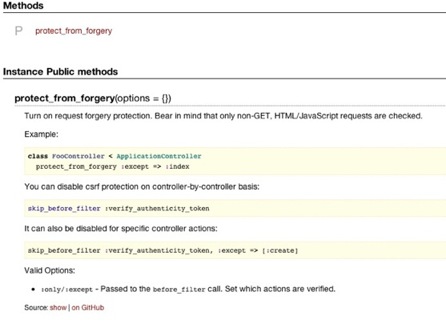 Methods
P
protect_from_forgery
Instance Public methods
protect_from_forgery(options = {})
Turn on request forgery protection. Bear in mind that only non-GET, HTML/JavaScript requests are checked.
Example:
class FooController < ApplicationController
protect_from_forgery :except => :index
You can disable csrf protection on controller-by-controller basis:
skip_before_filter :verify_authenticity_token
It can also be disabled for specific controller actions:
skip_before_filter :verify_authenticity_token, :except => [:create]
Valid Options:
• :only/:except - Passed to the before_filter call. Set which actions are verified.
Source: show | on GitHub